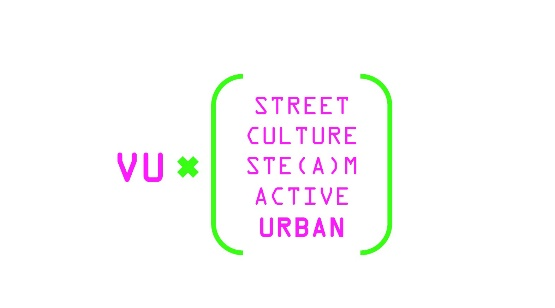 VU ×
STREET
CULTURE
STE(A)M
ACTIVE
URBAN